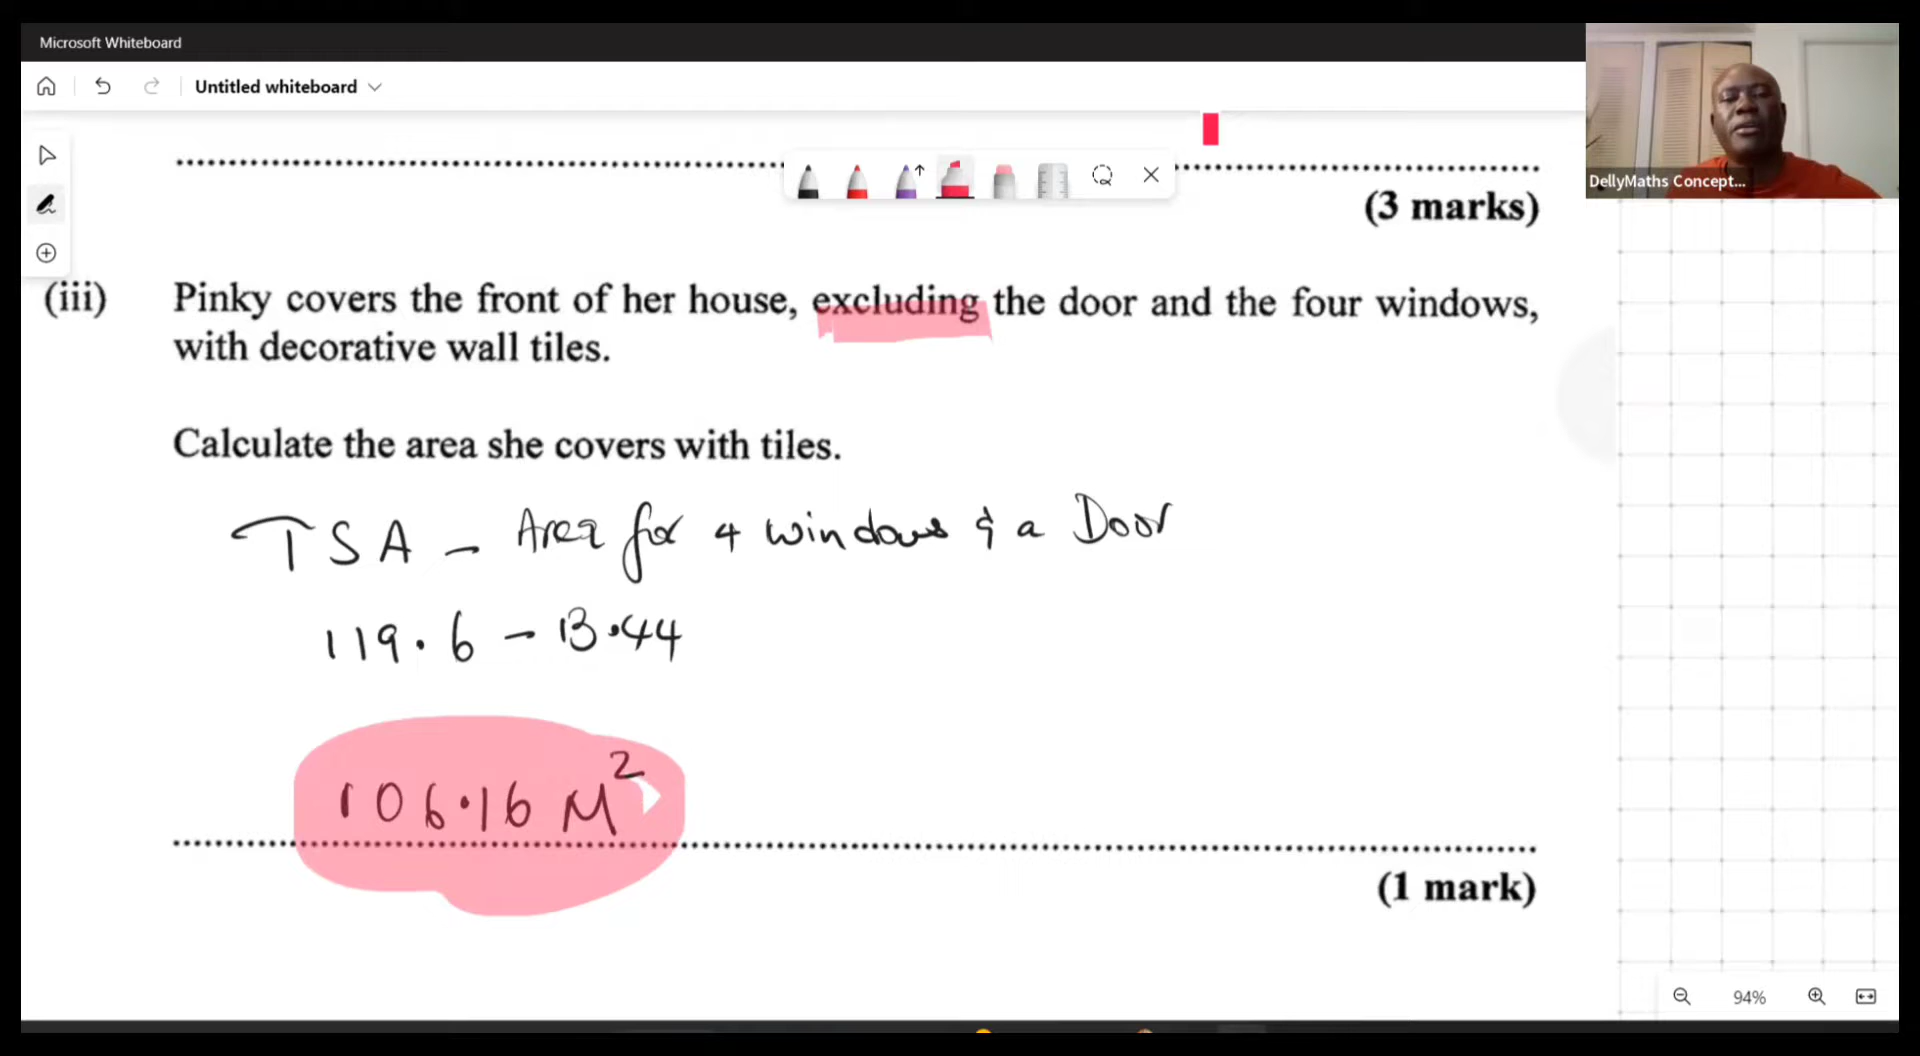 Microsoft Whiteboard
Untitled whiteboard
DellyMaths Concept...
(3 marks)
(iii) Pinky covers the front of her house, excluding the door and the four windows,
with decorative wall tiles.
Calculate the area she covers with tiles.
TSA - Area for 4 windows & a Door
119.6 - 13.44
106.16 M²
(1 mark)
94%